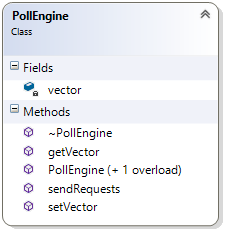 PollEngine
Class
Fields
vector
Methods
~PollEngine
getVector
PollEngine (+ 1 overload)
sendRequests
setVector